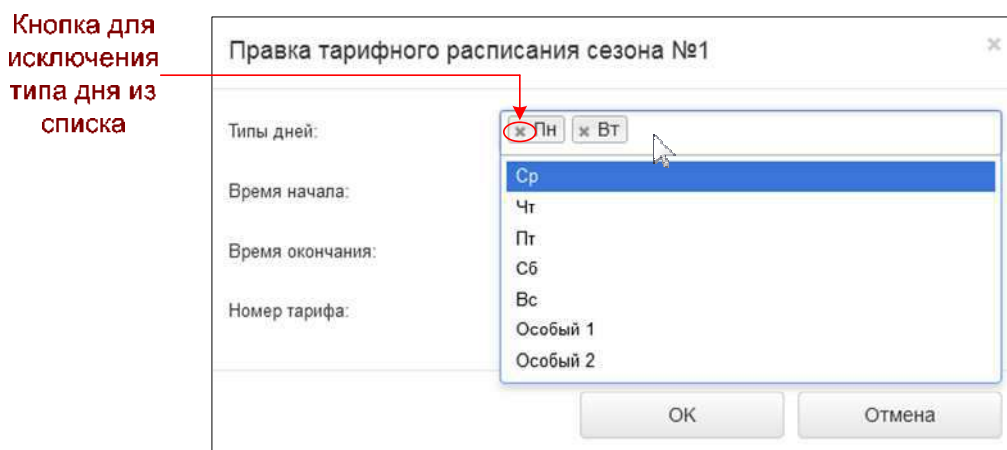 Кнопка для
исключения
типа дня из
списка
Правка тарифного расписания сезона №1
×
Типы дней:
× Пн × Вт
Ср
Время начала:
Чт
Пт
Время окончания:
Сб
Вс
Номер тарифа:
Особый 1
Особый 2
OK Отмена